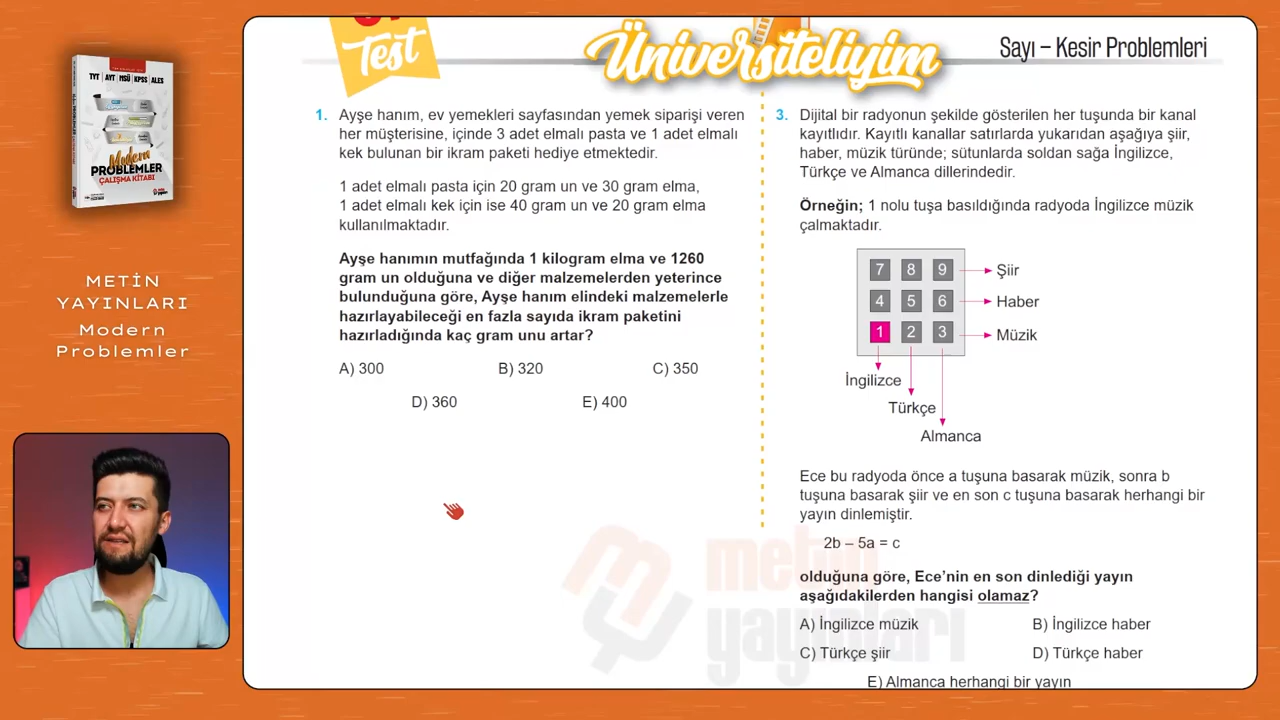 TYT | AYT | MSÜ | KPSS | ALES
Modern
PROBLEMLER
ÇALIŞMA KİTABI
METİN
YAYINLARI
Modern
Problemler
Test
Üniversiteliyim
Sayı – Kesir Problemleri
1. Ayşe hanım, ev yemekleri sayfasından yemek siparişi veren
her müşterisine, içinde 3 adet elmalı pasta ve 1 adet elmalı
kek bulunan bir ikram paketi hediye etmektedir.
1 adet elmalı pasta için 20 gram un ve 30 gram elma,
1 adet elmalı kek için ise 40 gram un ve 20 gram elma
kullanılmaktadır.
Ayşe hanımın mutfağında 1 kilogram elma ve 1260
gram un olduğuna ve diğer malzemelerden yeterince
bulunduğuna göre, Ayşe hanım elindeki malzemelerle
hazırlayabileceği en fazla sayıda ikram paketini
hazırladığında kaç gram unu artar?
A) 300 B) 320 C) 350
D) 360 E) 400
3. Dijital bir radyonun şekilde gösterilen her tuşunda bir kanal
kayıtlıdır. Kayıtlı kanallar satırlarda yukarıdan aşağıya şiir,
haber, müzik türünde; sütunlarda soldan sağa İngilizce,
Türkçe ve Almanca dillerindedir.
Örneğin; 1 nolu tuşa basıldığında radyoda İngilizce müzik
çalmaktadır.
7 8 9 Şiir
4 5 6 Haber
1 2 3 Müzik
İngilizce
Türkçe
Almanca
Ece bu radyoda önce a tuşuna basarak müzik, sonra b
tuşuna basarak şiir ve en son c tuşuna basarak herhangi bir
yayın dinlemiştir.
2b – 5a = c
olduğuna göre, Ece'nin en son dinlediği yayın
aşağıdakilerden hangisi olamaz?
A) İngilizce müzik B) İngilizce haber
C) Türkçe şiir D) Türkçe haber
E) Almanca herhangi bir yayın
metin
yayınları